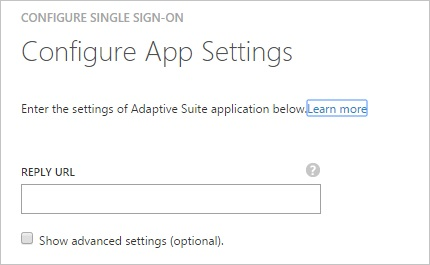 CONFIGURE SINGLE SIGN-ON
Configure App Settings
Enter the settings of Adaptive Suite application below.Learn more
REPLY URL ?
Show advanced settings (optional).